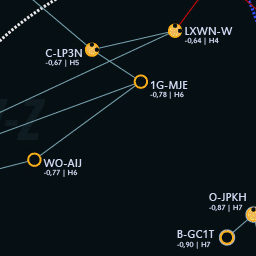 LXWN-W
-0,64 | H4
C-LP3N
-0,67 | H5
1G-MJE
-0,78 | H6
WO-AIJ
-0,77 | H6
O-JPKH
-0,87 | H7
B-GC1T
-0,90 | H7